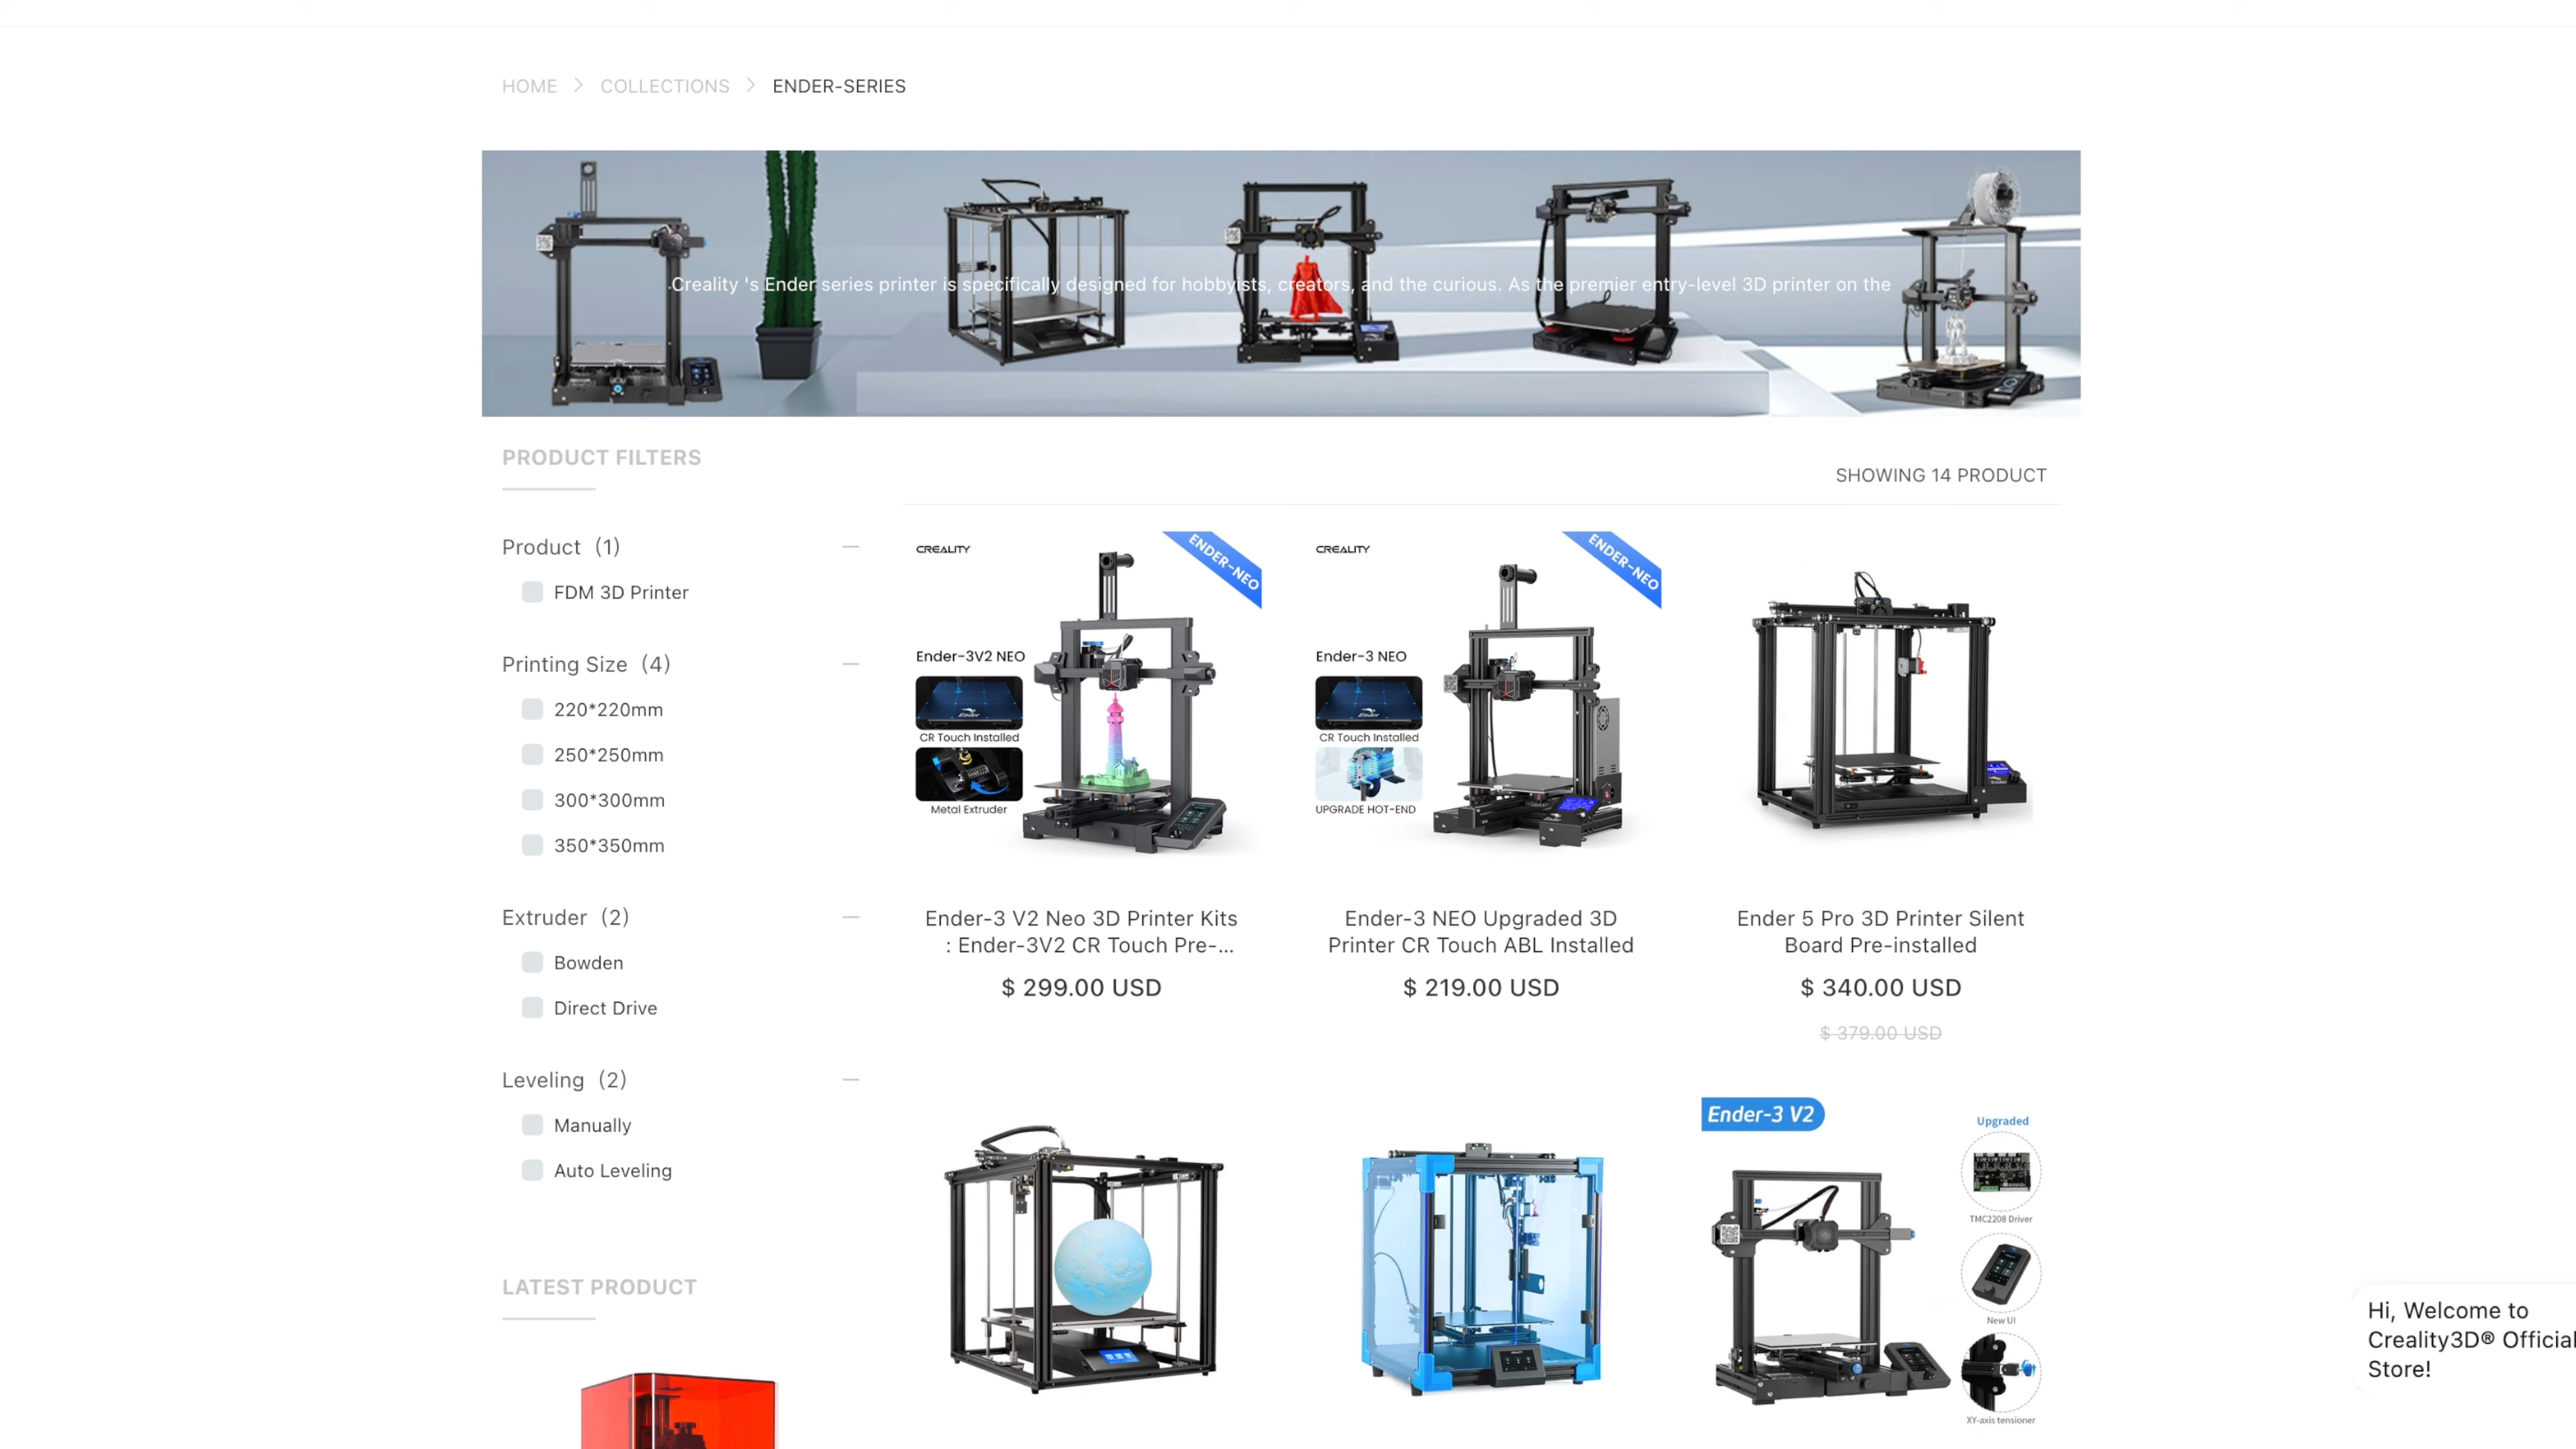 HOME > COLLECTIONS > ENDER-SERIES
Creality 's Ender series printer is specifically designed for hobbyists, creators, and the curious. As the premier entry-level 3D printer on the
PRODUCT FILTERS
SHOWING 14 PRODUCT
Product (1)
FDM 3D Printer
Printing Size (4)
220*220mm
250*250mm
300*300mm
350*350mm
Extruder (2)
Bowden
Direct Drive
Leveling (2)
Manually
Auto Leveling
LATEST PRODUCT
CREALITY
ENDER-NEO
Ender-3V2 NEO
Ender
CR Touch Installed
Metal Extruder
Ender-3 V2 Neo 3D Printer Kits
: Ender-3V2 CR Touch Pre-...
$ 299.00 USD
CREALITY
ENDER-NEO
Ender-3 NEO
Ender
CR Touch Installed
UPGRADE HOT-END
Ender-3 NEO Upgraded 3D
Printer CR Touch ABL Installed
$ 219.00 USD
Ender 5 Pro 3D Printer Silent
Board Pre-installed
$ 340.00 USD
$ 379.00 USD
Ender-3 V2
Upgraded
TMC2208 Driver
New UI
XY-axis tensioner
Hi, Welcome to
Creality3D® Official
Store!